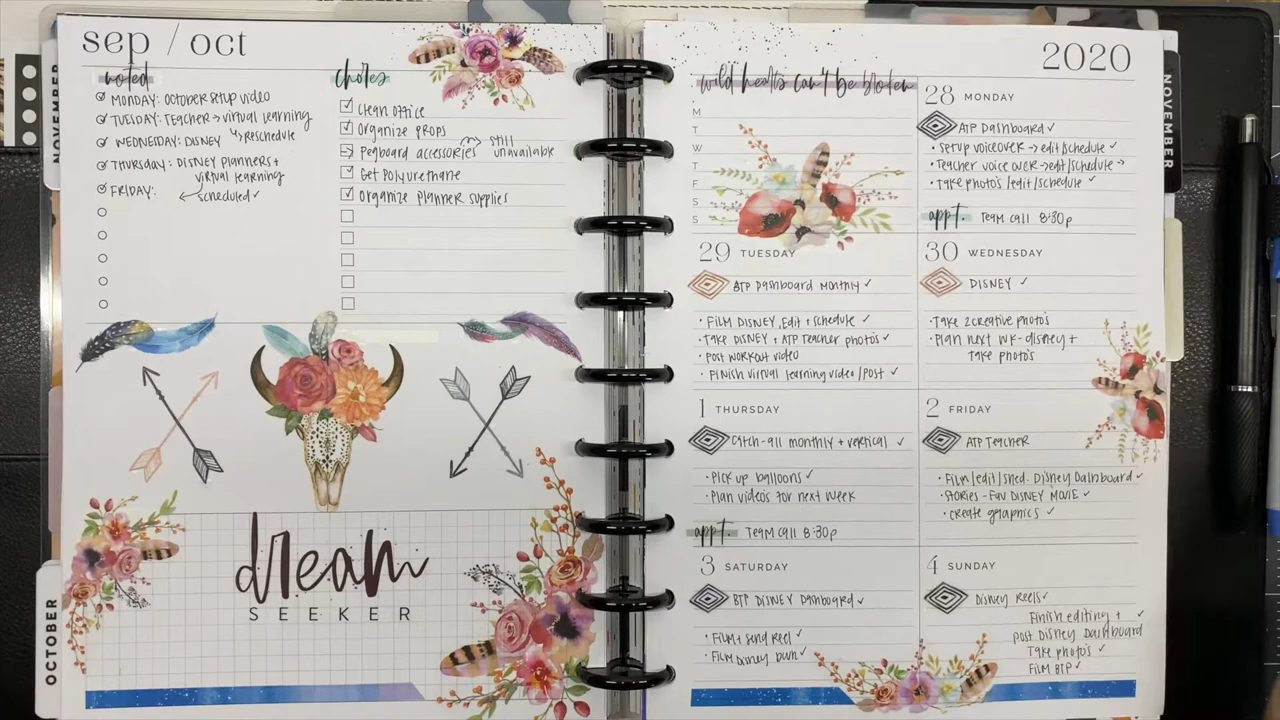 sep / oct
noted
MONDAY: OCTOBER SETUP VIDEO
TUESDAY: TEACHER → virtual learning
↳ reschedule
WEDNESDAY: DISNEY
THURSDAY: DISNEY PLANNERS +
virtual learning
FRIDAY: ↙ scheduled ✓
chores
Clean office
Organize props
Pegboard accessories ⇨ still
unavailable
Get Polyurethane
Organize planner supplies
dream
SEEKER
NOVEMBER
OCTOBER
2020
wild hearts can't be broken
M
T
W
T
F
S
S
28 MONDAY
ATP Dashboard ✓
• Setup voiceover → edit/schedule ✓
• Teacher voice over → edit/schedule →
• Take photos/edit/schedule ✓
appt. Team call 8:30p
29 TUESDAY
ATP Dashboard Monthly ✓
• FILM DISNEY, Edit + schedule ✓
• Take DISNEY + ATP Teacher photos ✓
• Post workout video
• Finish virtual learning video/post ✓
30 WEDNESDAY
DISNEY ✓
• Take 2 creative photos
• Plan next wk - disney +
take photos
1 THURSDAY
Catch-all monthly + vertical ✓
• Pick up balloons ✓
• Plan videos for next week
appt. Team call 8:30p
2 FRIDAY
ATP Teacher
• Film/edit/sched. Disney Dashboard ✓
• Stories - Fav DISNEY MOVIE ✓
• Create graphics ✓
3 SATURDAY
BTP DISNEY Dashboard ✓
• Film + send reel ✓
• Film Disney ✓
4 SUNDAY
Disney Reels ✓
Finish editing + ✓
post Disney Dashboard
Take photos ✓
Film BTP ✓
NOVEMBER